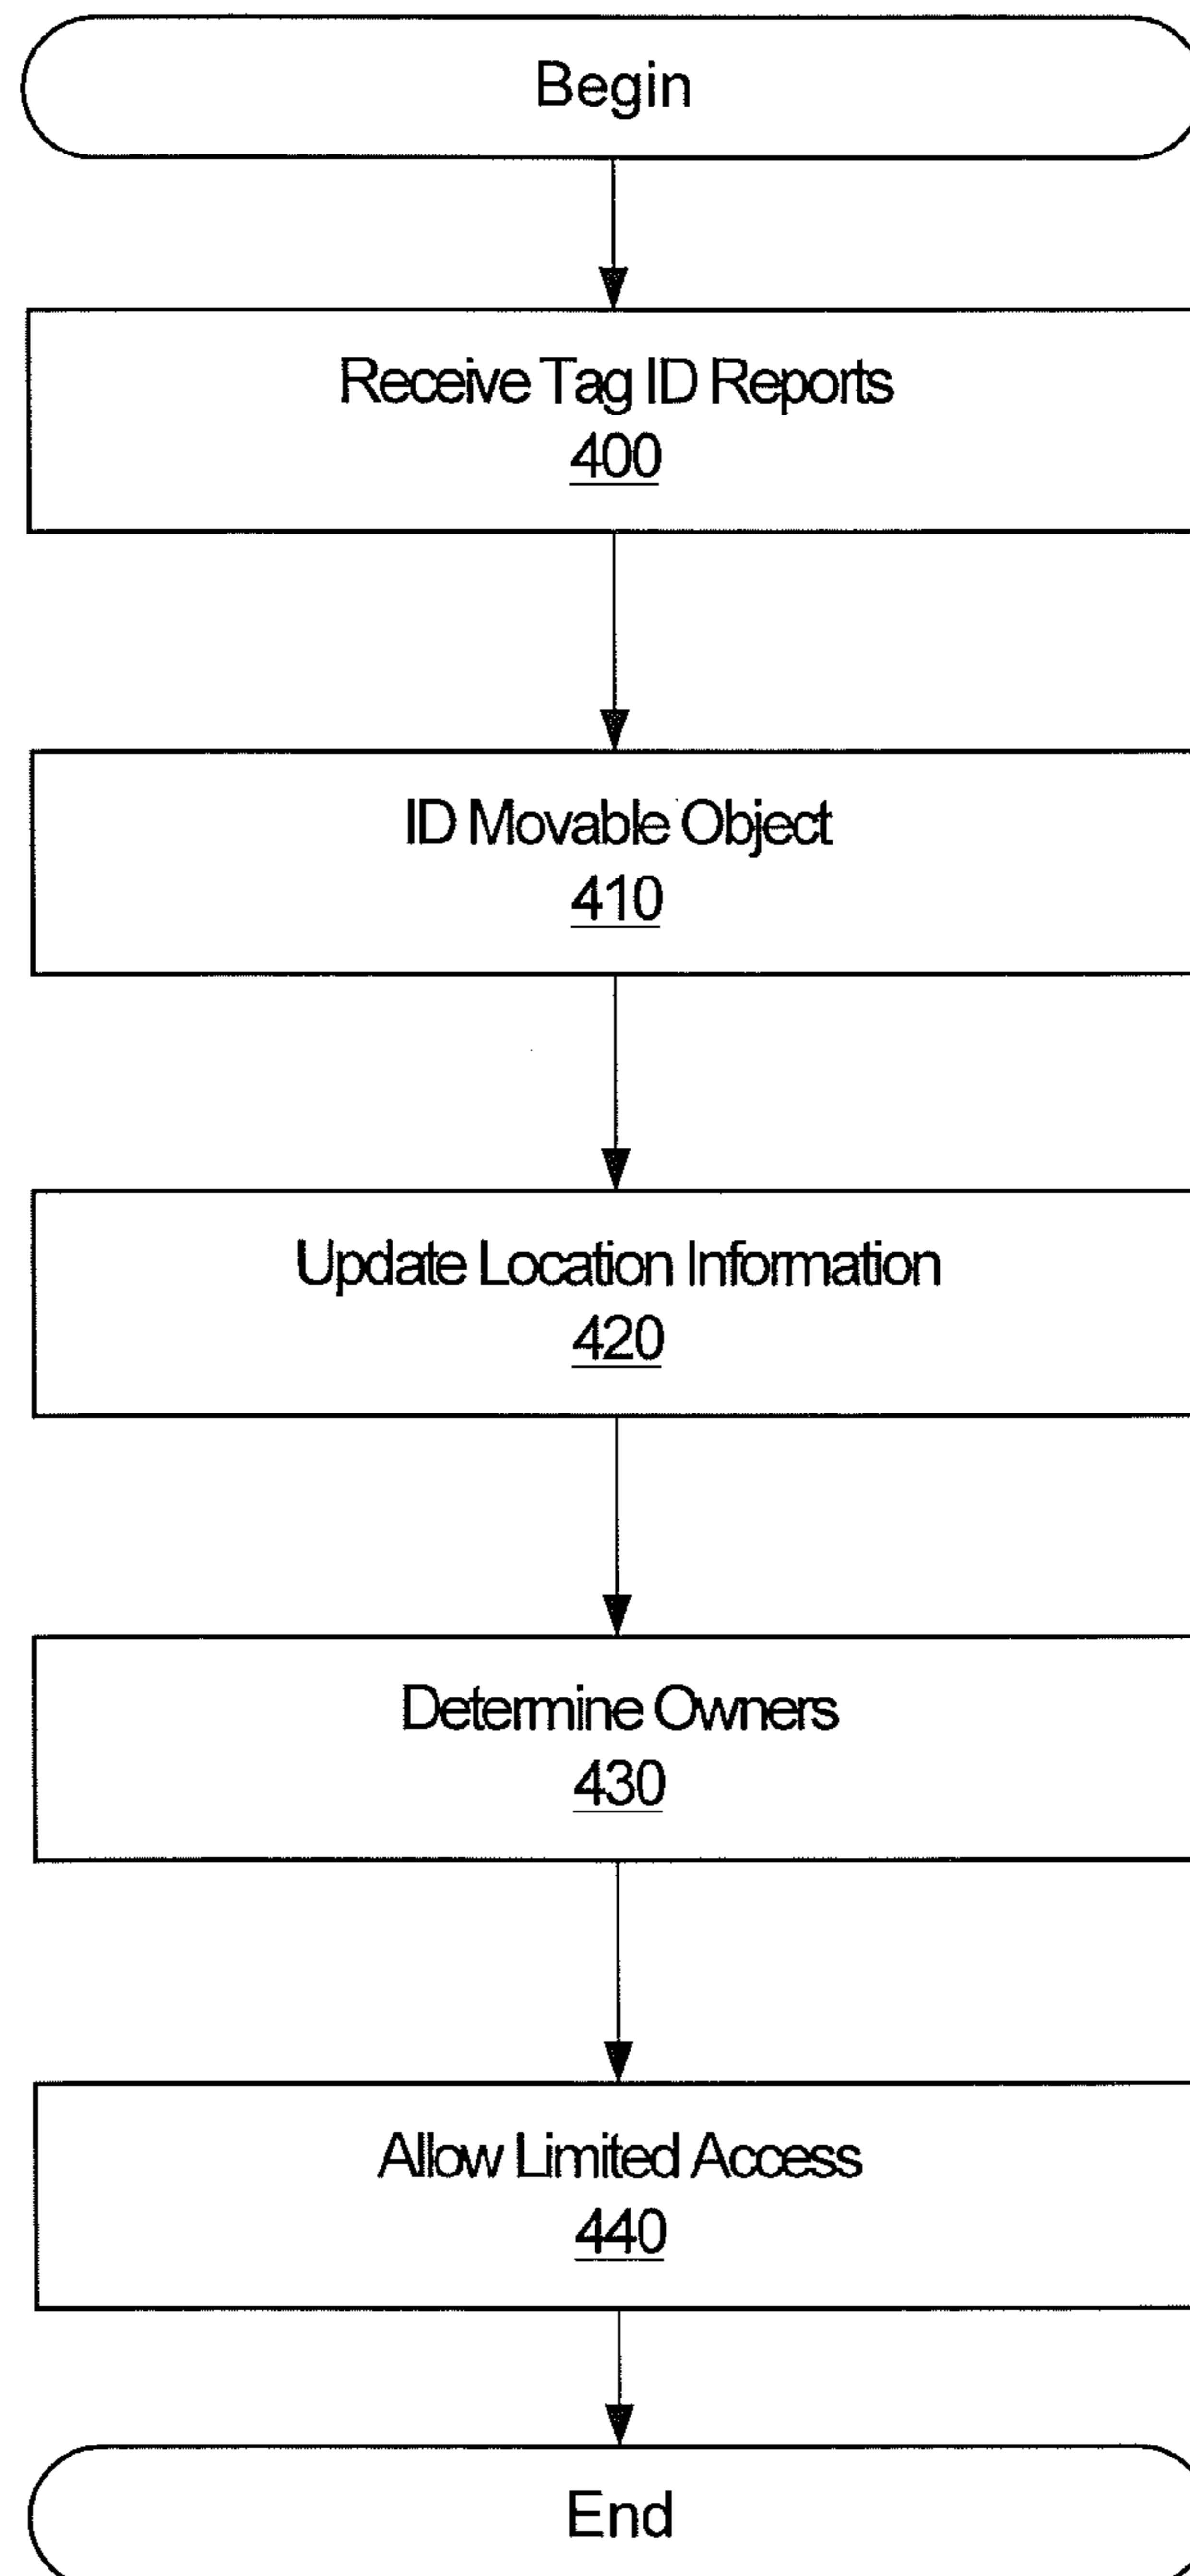 Begin
Receive Tag ID Reports
400
ID Movable Object
410
Update Location Information
420
Determine Owners
430
Allow Limited Access
440
End